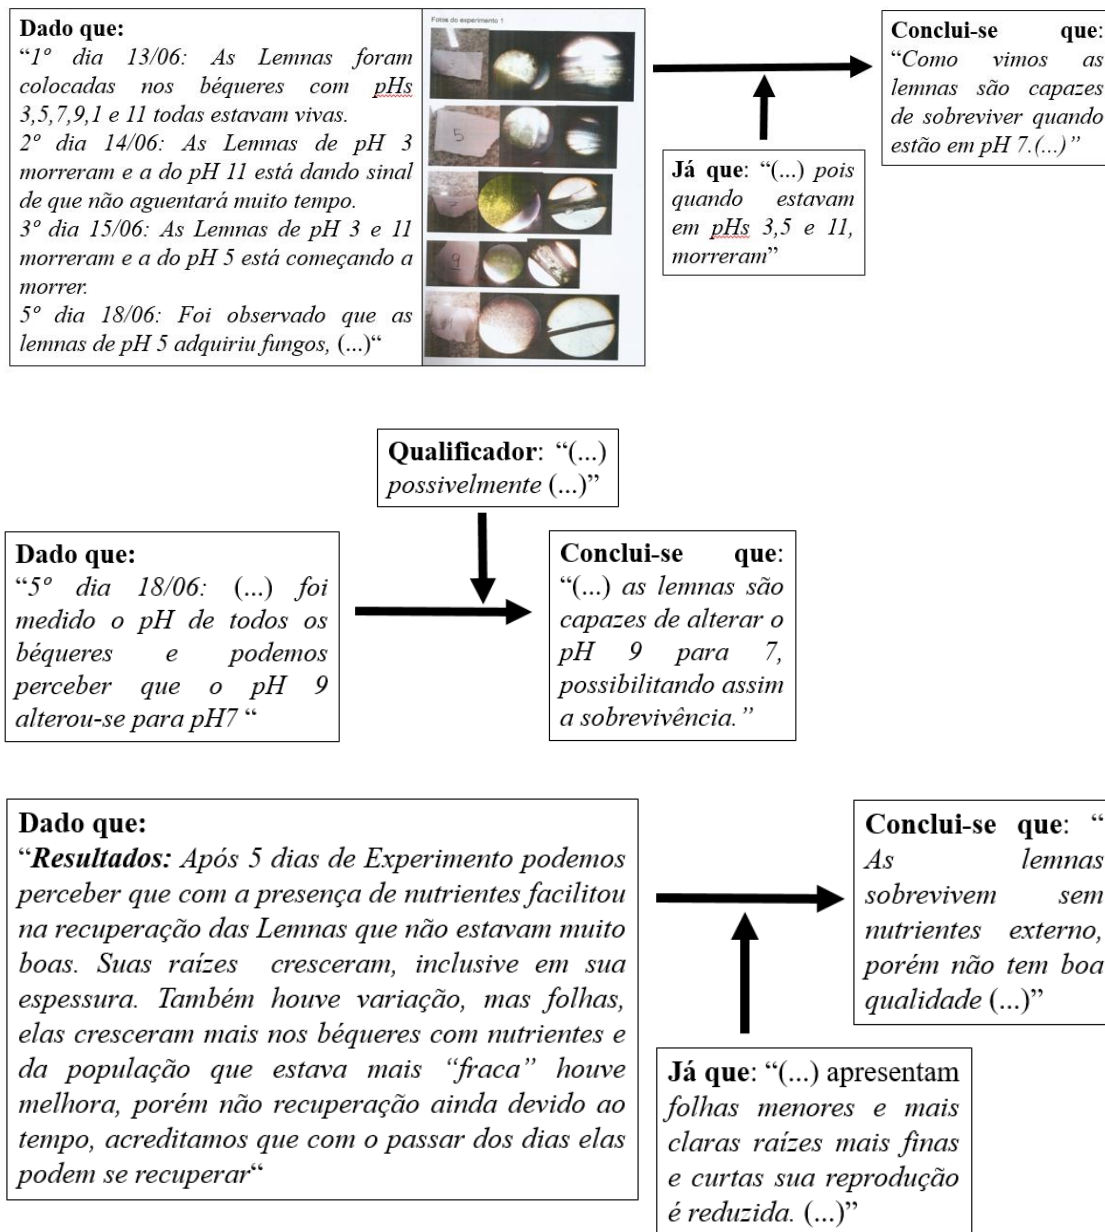 Dado que:
“1º dia 13/06: As Lemnas foram
colocadas nos béqueres com pHs
3,5,7,9,1 e 11 todas estavam vivas.
2º dia 14/06: As Lemnas de pH 3
morreram e a do pH 11 está dando sinal
de que não aguentará muito tempo.
3º dia 15/06: As Lemnas de pH 3 e 11
morreram e a do pH 5 está começando a
morrer.
5º dia 18/06: Foi observado que as
lemnas de pH 5 adquiriu fungos, (...)“
Fotos do experimento 1
5
7
9
Já que: “(...) pois
quando estavam
em pHs 3,5 e 11,
morreram”
Conclui-se que:
“Como vimos as
lemnas são capazes
de sobreviver quando
estão em pH 7.(...)”
Qualificador: “(...)
possivelmente (...)”
Dado que:
“5º dia 18/06: (...) foi
medido o pH de todos os
béqueres e podemos
perceber que o pH 9
alterou-se para pH7 “
Conclui-se que:
“(...) as lemnas são
capazes de alterar o
pH 9 para 7,
possibilitando assim
a sobrevivência.”
Dado que:
“Resultados: Após 5 dias de Experimento podemos
perceber que com a presença de nutrientes facilitou
na recuperação das Lemnas que não estavam muito
boas. Suas raízes cresceram, inclusive em sua
espessura. Também houve variação, mas folhas,
elas cresceram mais nos béqueres com nutrientes e
da população que estava mais “fraca” houve
melhora, porém não recuperação ainda devido ao
tempo, acreditamos que com o passar dos dias elas
podem se recuperar“
Conclui-se que: “
As lemnas
sobrevivem sem
nutrientes externo,
porém não tem boa
qualidade (...)”
Já que: “(...) apresentam
folhas menores e mais
claras raízes mais finas
e curtas sua reprodução
é reduzida. (...)”